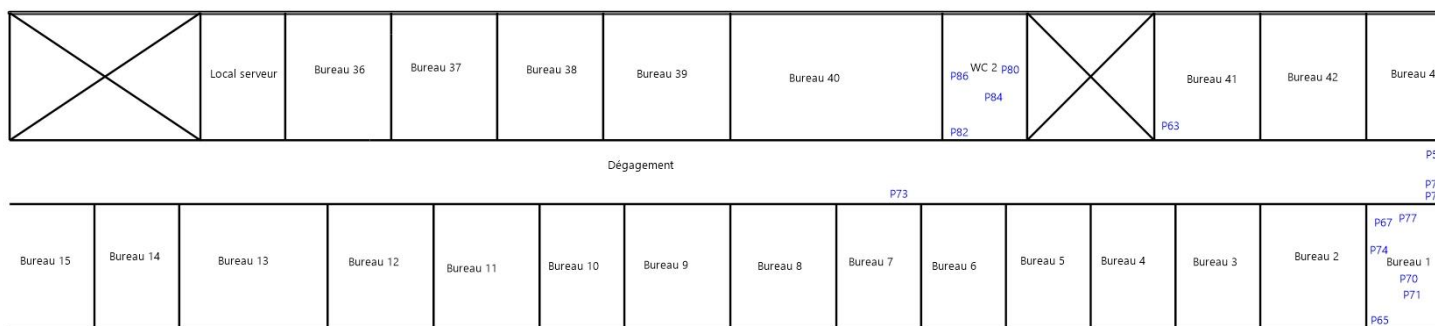 Local serveur
Bureau 36
Bureau 37
Bureau 38
Bureau 39
Bureau 40
WC 2
P80
P86
P84
P82
P63
Bureau 41
Bureau 42
Bureau 4
Dégagement
P73
P67
P77
P74
Bureau 15
Bureau 14
Bureau 13
Bureau 12
Bureau 11
Bureau 10
Bureau 9
Bureau 8
Bureau 7
Bureau 6
Bureau 5
Bureau 4
Bureau 3
Bureau 2
Bureau 1
P70
P71
P65